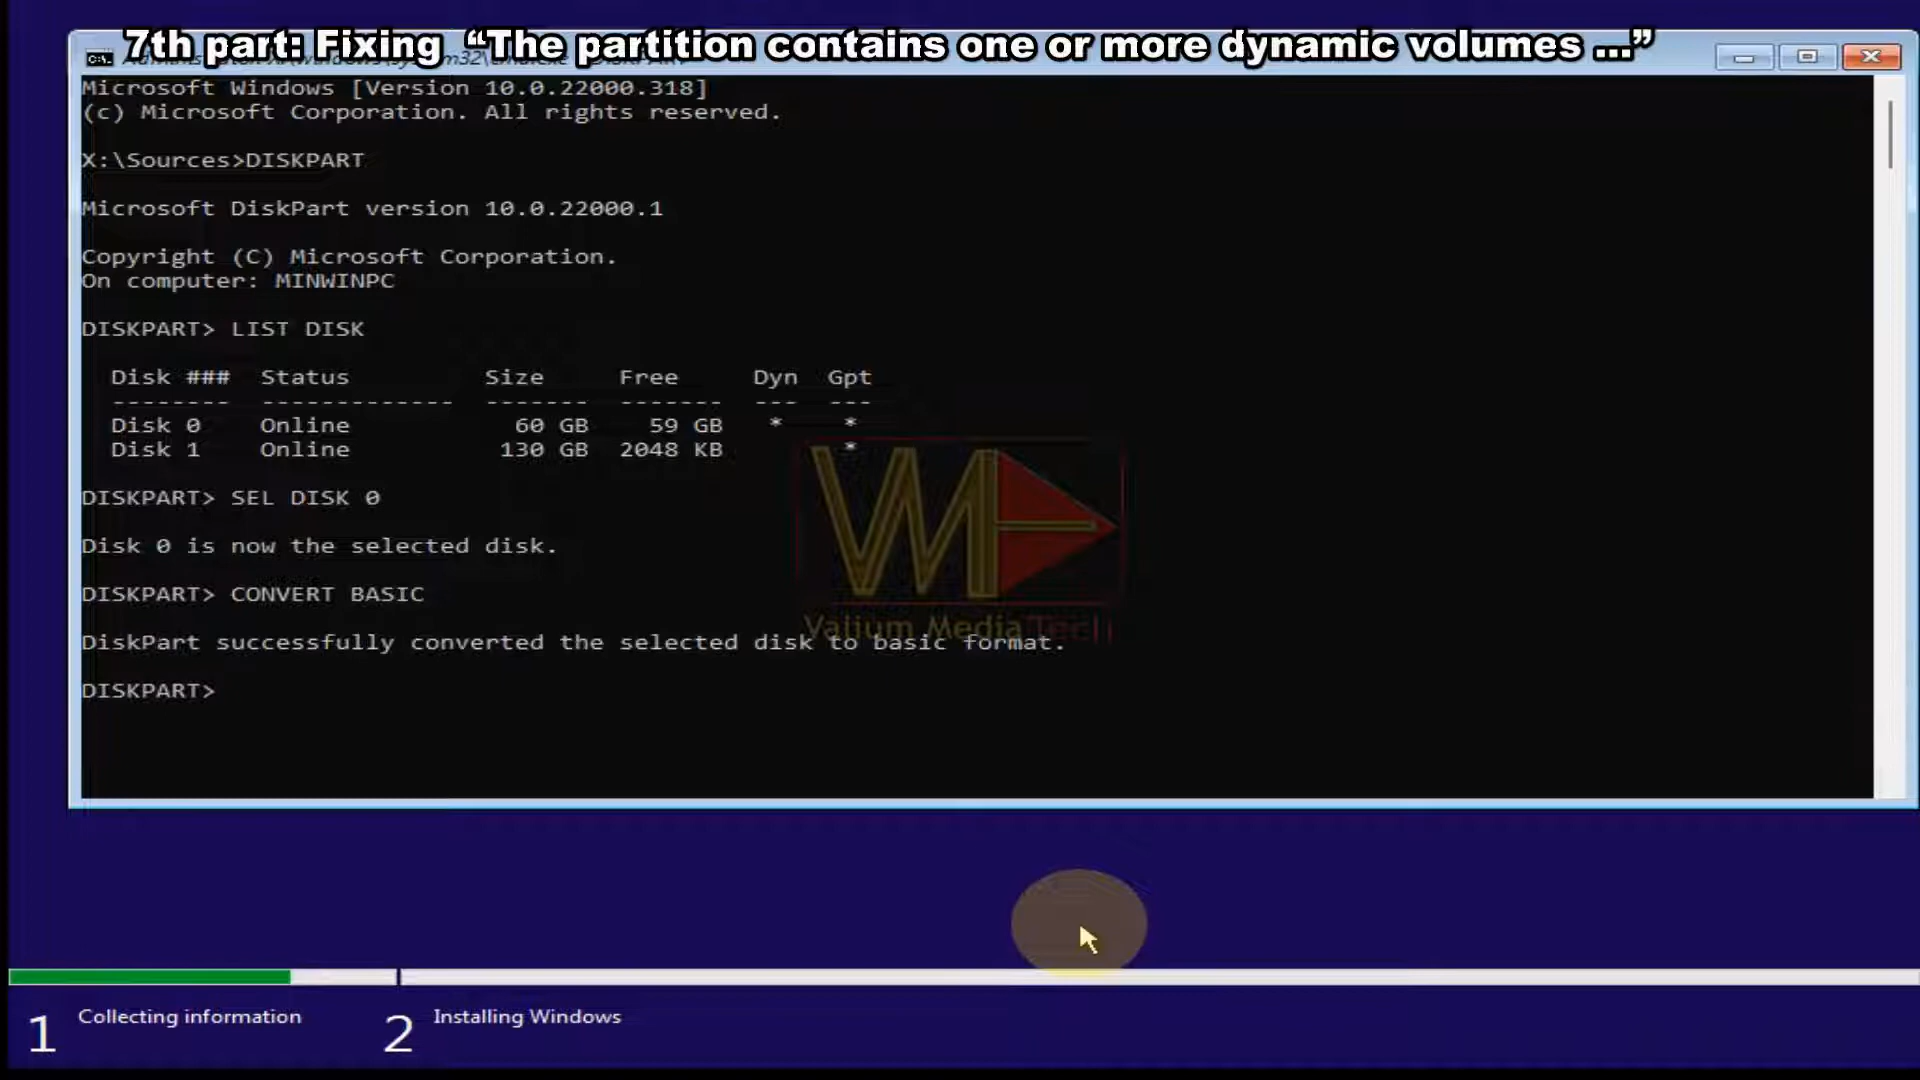 7th part: Fixing “The partition contains one or more dynamic volumes ...”
Microsoft Windows [Version 10.0.22000.318]
(c) Microsoft Corporation. All rights reserved.
X:\Sources>DISKPART
Microsoft DiskPart version 10.0.22000.1
Copyright (C) Microsoft Corporation.
On computer: MINWINPC
DISKPART> LIST DISK
Disk ### Status Size Free Dyn Gpt
-------- ------------- ------- ------- --- ---
Disk 0 Online 60 GB 59 GB * *
Disk 1 Online 130 GB 2048 KB *
DISKPART> SEL DISK 0
Disk 0 is now the selected disk.
DISKPART> CONVERT BASIC
Valium Media Tech
DiskPart successfully converted the selected disk to basic format.
DISKPART>
1 Collecting information 2 Installing Windows